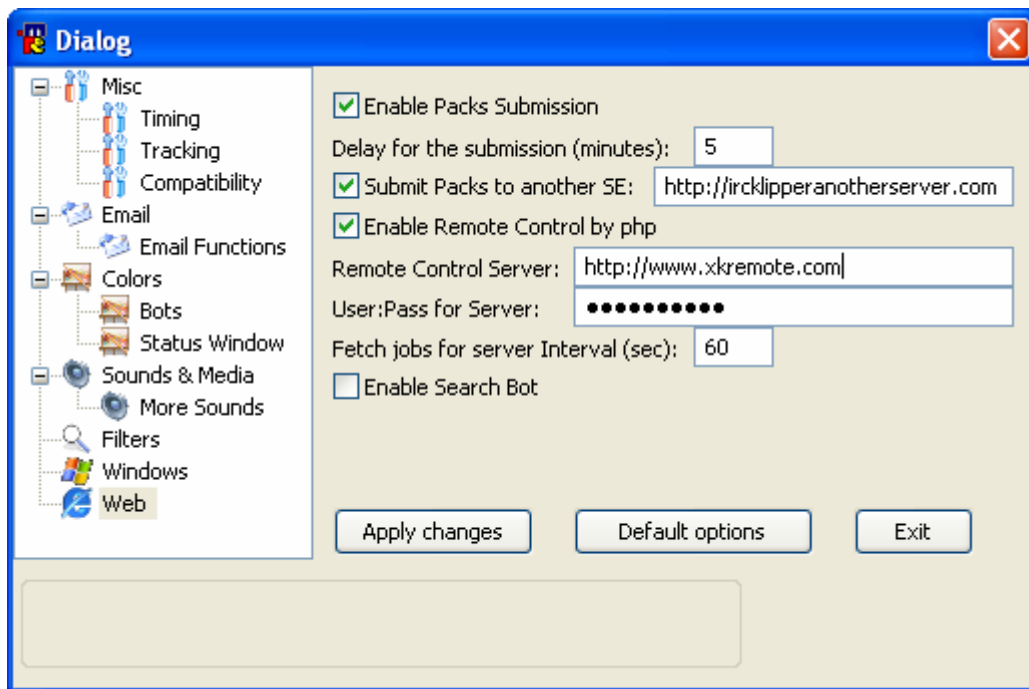 Dialog
Misc
Timing
Tracking
Compatibility
Email
Email Functions
Colors
Bots
Status Window
Sounds & Media
More Sounds
Filters
Windows
Web
Enable Packs Submission
Delay for the submission (minutes): 5
Submit Packs to another SE: http://ircklipperanotherserver.com
Enable Remote Control by php
Remote Control Server: http://www.xkremote.com
User:Pass for Server: ●●●●●●●●●●
Fetch jobs for server Interval (sec): 60
Enable Search Bot
Apply changes Default options Exit